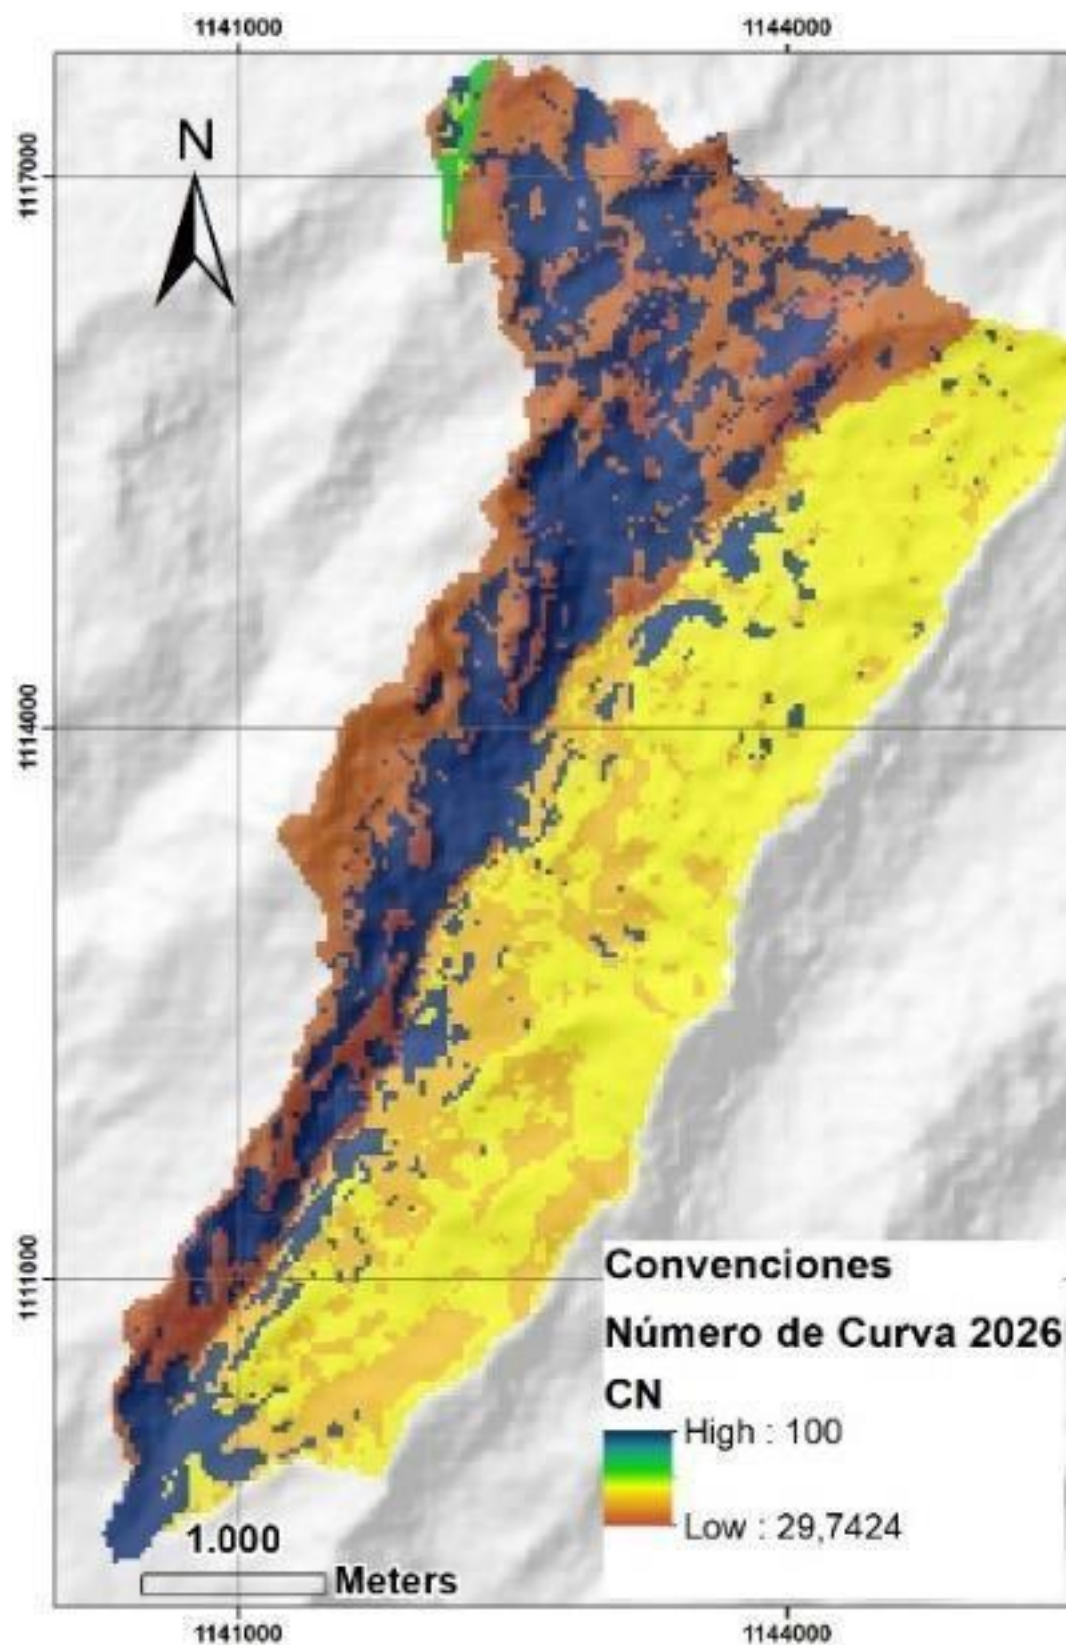 1141000 1144000
N
1117000
1114000
1111000
Convenciones
Número de Curva 2026
CN
High : 100
Low : 29,7424
1.000
Meters
1141000 1144000